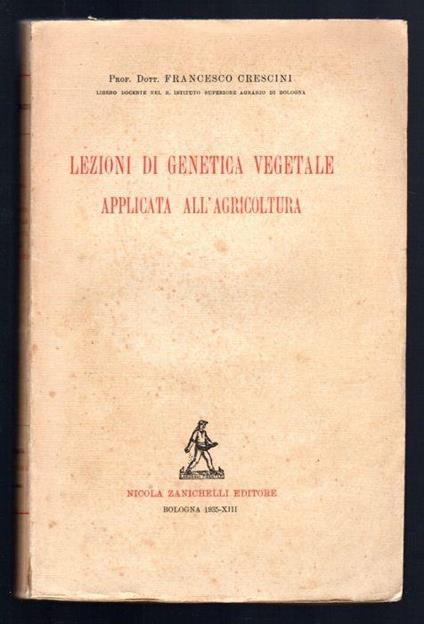 Prof. Dott. FRANCESCO CRESCINI
LIBERO DOCENTE NEL R. ISTITUTO SUPERIORE AGRARIO DI BOLOGNA
LEZIONI DI GENETICA VEGETALE
APPLICATA ALL'AGRICOLTURA
NICOLA ZANICHELLI EDITORE
BOLOGNA 1935-XIII